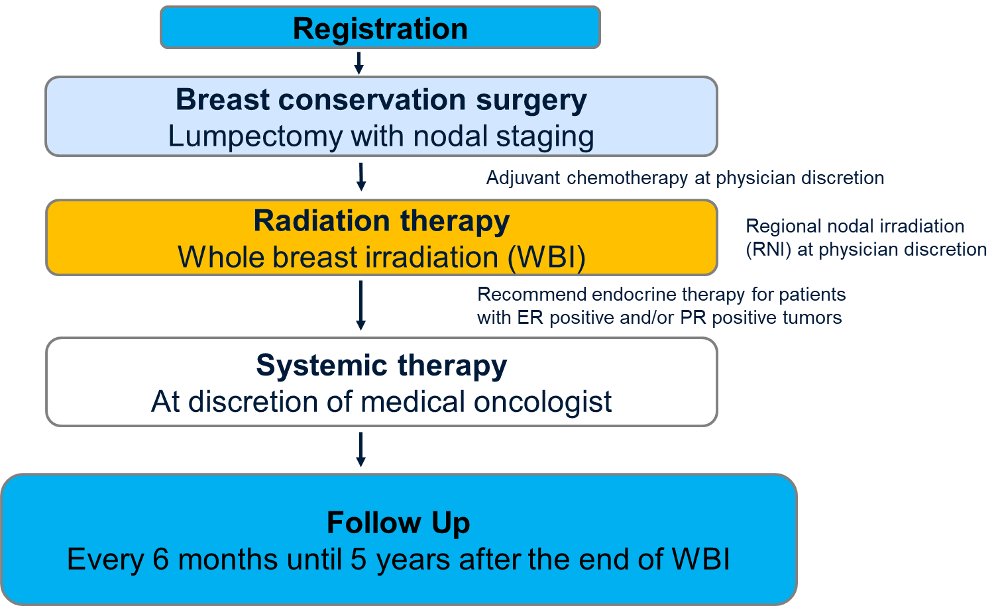 Registration
Breast conservation surgery
Lumpectomy with nodal staging
Adjuvant chemotherapy at physician discretion
Radiation therapy
Whole breast irradiation (WBI)
Regional nodal irradiation
(RNI) at physician discretion
Recommend endocrine therapy for patients
with ER positive and/or PR positive tumors
Systemic therapy
At discretion of medical oncologist
Follow Up
Every 6 months until 5 years after the end of WBI